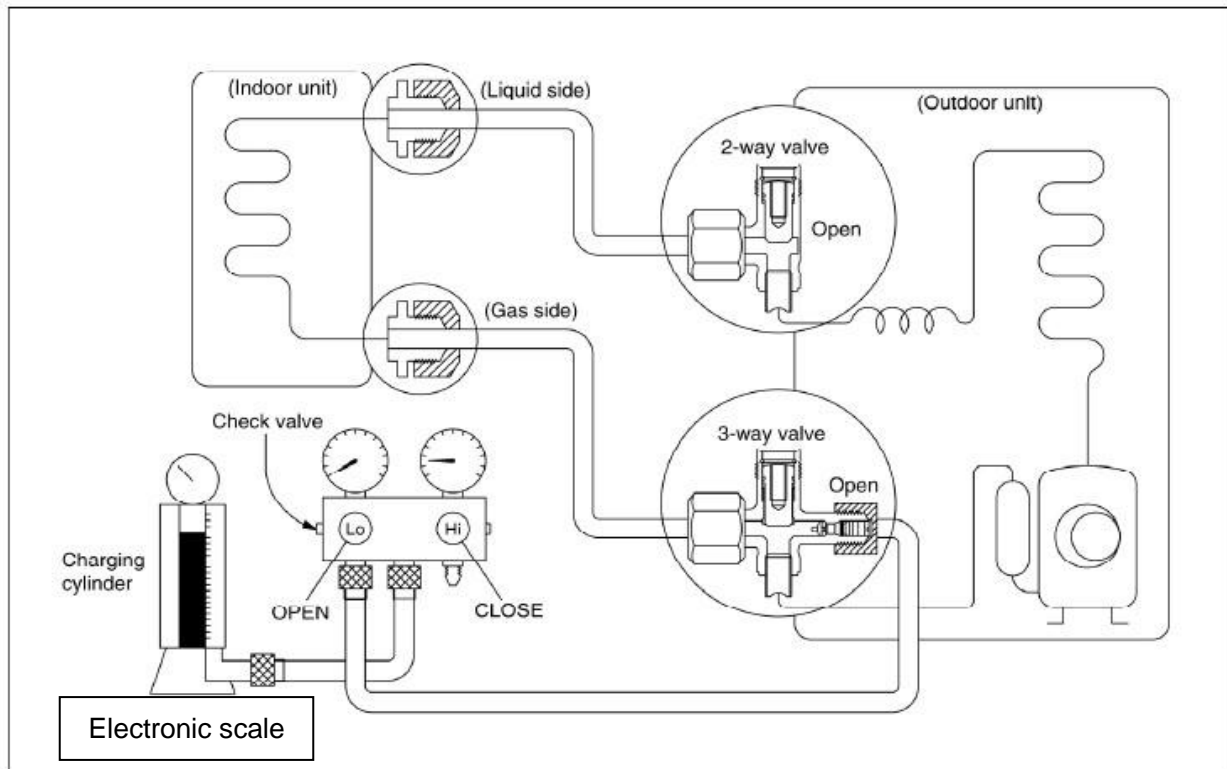 (Indoor unit)
(Liquid side)
(Outdoor unit)
2-way valve
Open
(Gas side)
Check valve
3-way valve
Open
Lo
Hi
Charging
cylinder
OPEN
CLOSE
Electronic scale